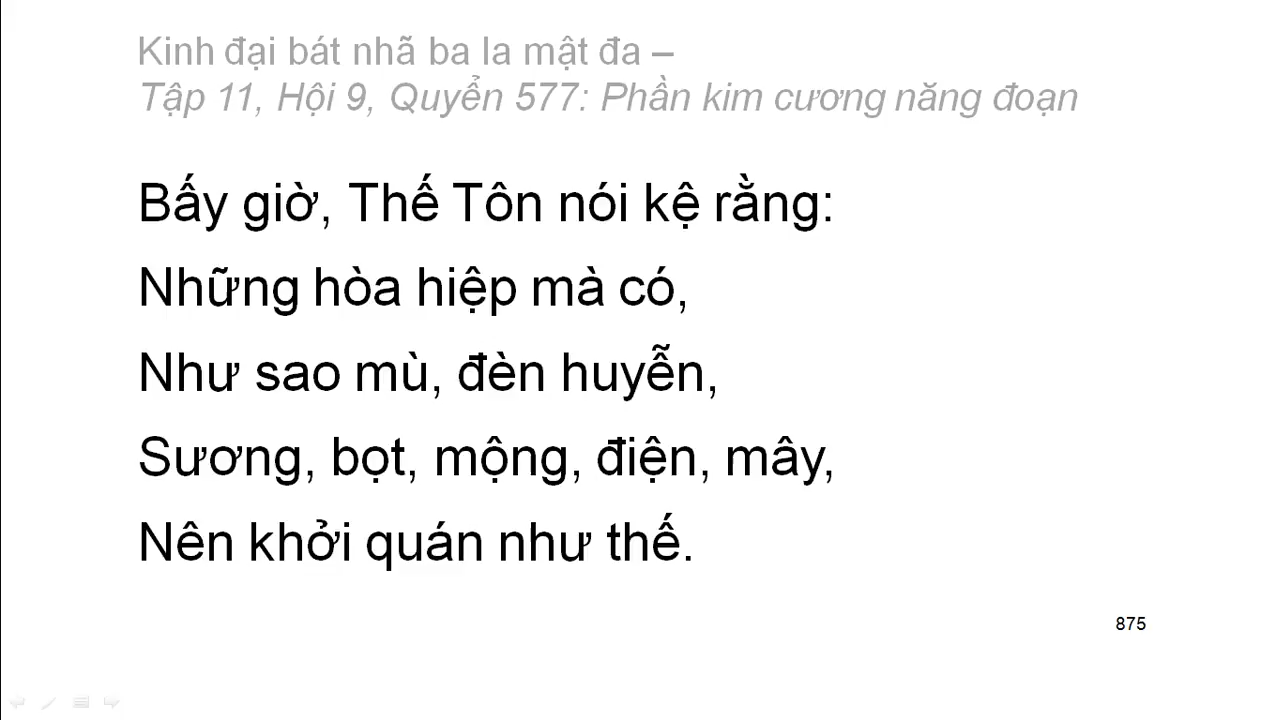 Kinh đại bát nhã ba la mật đa –
Tập 11, Hội 9, Quyển 577: Phần kim cương năng đoạn
Bấy giờ, Thế Tôn nói kệ rằng:
Những hòa hiệp mà có,
Như sao mù, đèn huyễn,
Sương, bọt, mộng, điện, mây,
Nên khởi quán như thế.
875